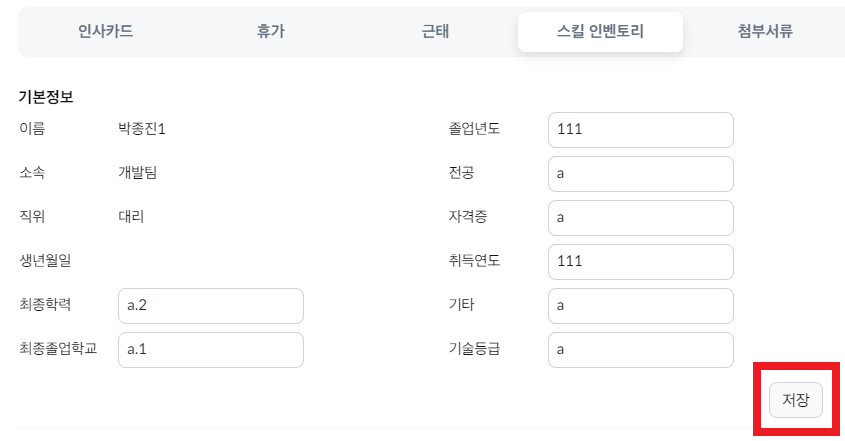 인사카드 휴가 근태 스킬 인벤토리 첨부서류
기본정보
이름 박종진1 졸업년도 111
소속 개발팀 전공 a
직위 대리 자격증 a
생년월일 취득연도 111
최종학력 a.2 기타 a
최종졸업학교 a.1 기술등급 a
저장